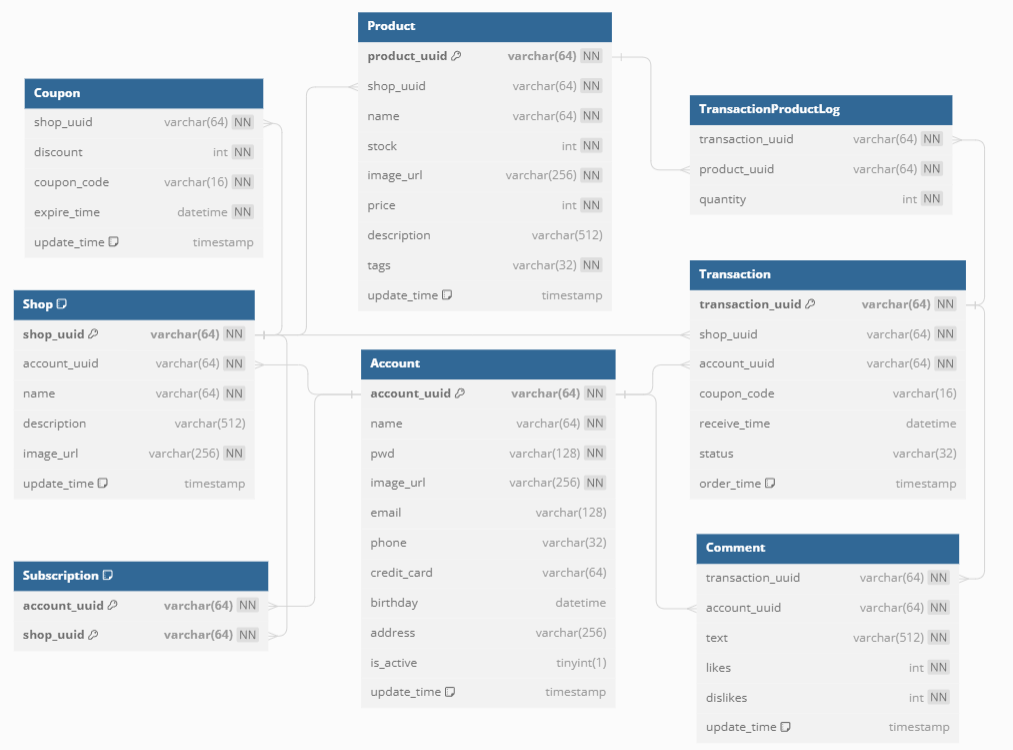 Product
product_uuid varchar(64) NN
shop_uuid varchar(64) NN
name varchar(64) NN
stock int NN
image_url varchar(256) NN
price int NN
description varchar(512)
tags varchar(32) NN
update_time timestamp
Coupon
shop_uuid varchar(64) NN
discount int NN
coupon_code varchar(16) NN
expire_time datetime NN
update_time timestamp
TransactionProductLog
transaction_uuid varchar(64) NN
product_uuid varchar(64) NN
quantity int NN
Shop
shop_uuid varchar(64) NN
account_uuid varchar(64) NN
name varchar(64) NN
description varchar(512)
image_url varchar(256) NN
update_time timestamp
Account
account_uuid varchar(64) NN
name varchar(64) NN
pwd varchar(128) NN
image_url varchar(256) NN
email varchar(128)
phone varchar(32)
credit_card varchar(64)
birthday datetime
address varchar(256)
is_active tinyint(1)
update_time timestamp
Transaction
transaction_uuid varchar(64) NN
shop_uuid varchar(64) NN
account_uuid varchar(64) NN
coupon_code varchar(16)
receive_time datetime
status varchar(32)
order_time timestamp
Subscription
account_uuid varchar(64) NN
shop_uuid varchar(64) NN
Comment
transaction_uuid varchar(64) NN
account_uuid varchar(64) NN
text varchar(512) NN
likes int NN
dislikes int NN
update_time timestamp